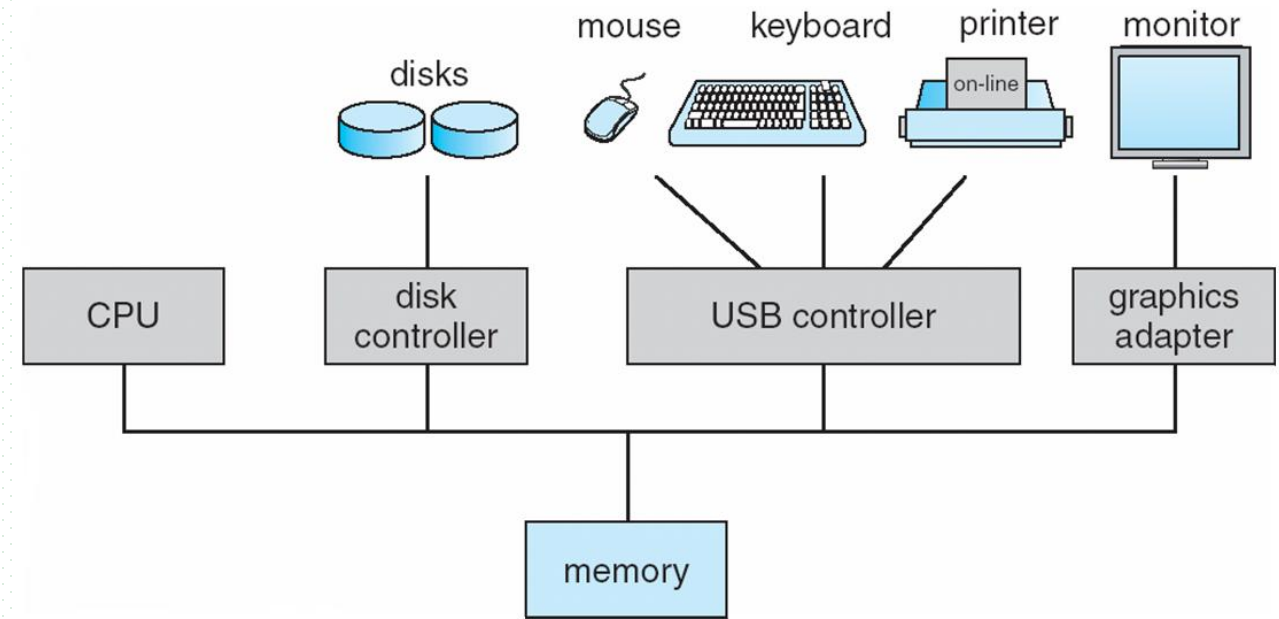 mouse
keyboard
printer
monitor
disks
on-line
CPU
disk
controller
USB controller
graphics
adapter
memory